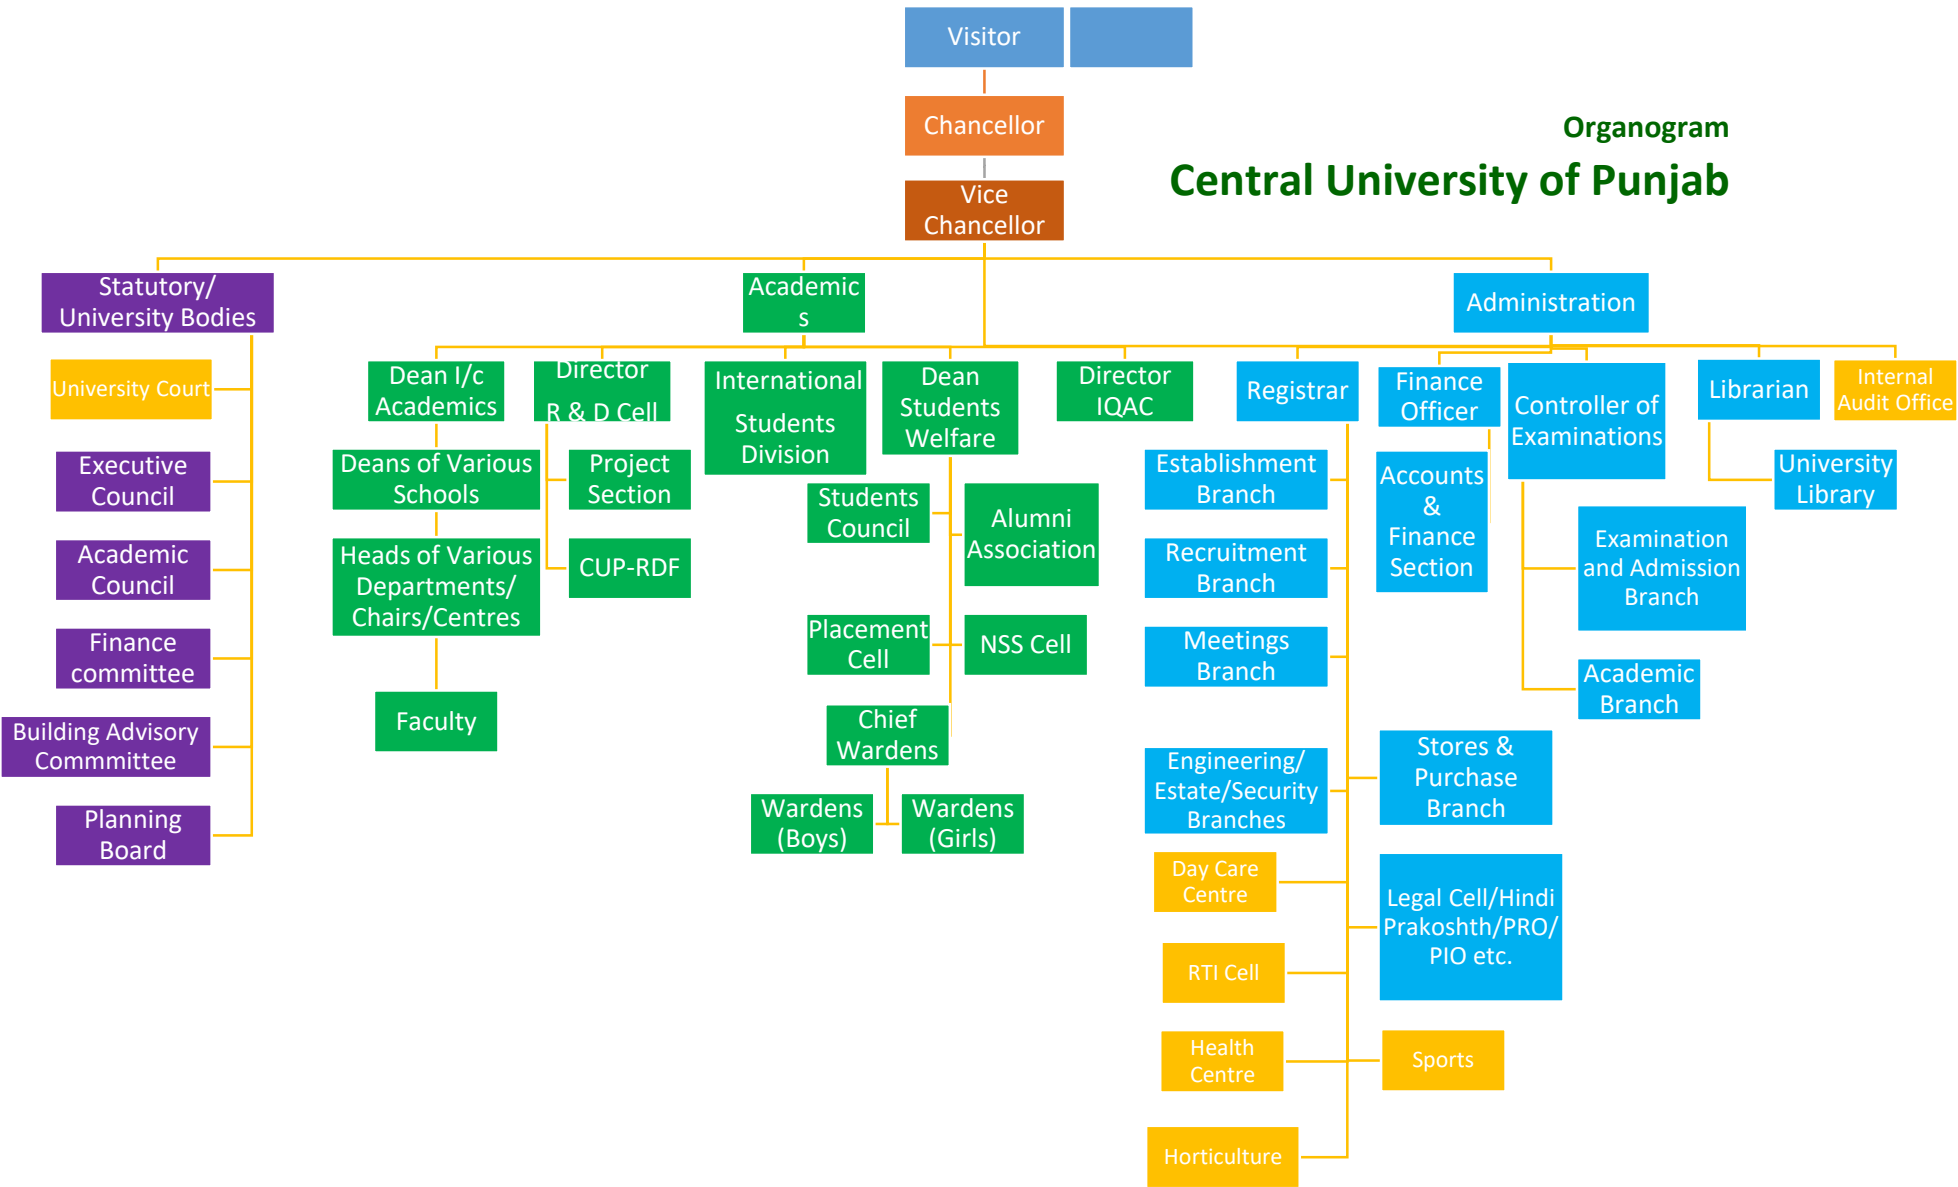 Visitor
Chancellor
Organogram
Central University of Punjab
Vice
Chancellor
Statutory/
University Bodies
Academic
s
Administration
University Court
Executive
Council
Academic
Council
Finance
committee
Building Advisory
Commmittee
Planning
Board
Dean I/c
Academics
Deans of Various
Schools
Heads of Various
Departments/
Chairs/Centres
Faculty
Director
R & D Cell
Project
Section
CUP-RDF
International
Students
Division
Dean
Students
Welfare
Students
Council
Alumni
Association
Placement
Cell
NSS Cell
Chief
Wardens
Wardens
(Boys)
Wardens
(Girls)
Director
IQAC
Registrar
Establishment
Branch
Recruitment
Branch
Meetings
Branch
Engineering/
Estate/Security
Branches
Stores &
Purchase
Branch
Day Care
Centre
Legal Cell/Hindi
Prakoshth/PRO/
PIO etc.
RTI Cell
Health
Centre
Sports
Horticulture
Finance
Officer
Accounts
&
Finance
Section
Controller of
Examinations
Examination
and Admission
Branch
Academic
Branch
Librarian
University
Library
Internal
Audit Office